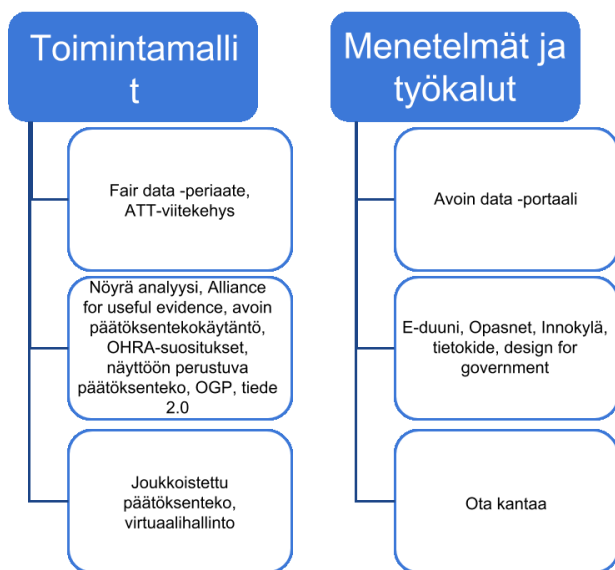 Toimintamalli
t
Fair data -periaate,
ATT-viitekehys
Nöyrä analyysi, Alliance
for useful evidence, avoin
päätöksentekokäytäntö,
OHRA-suositukset,
näyttöön perustuva
päätöksenteko, OGP, tiede
2.0
Joukkoistettu
päätöksenteko,
virtuaalihallinto
Menetelmät ja
työkalut
Avoin data -portaali
E-duuni, Opasnet, Innokylä,
tietokide, design for
government
Ota kantaa